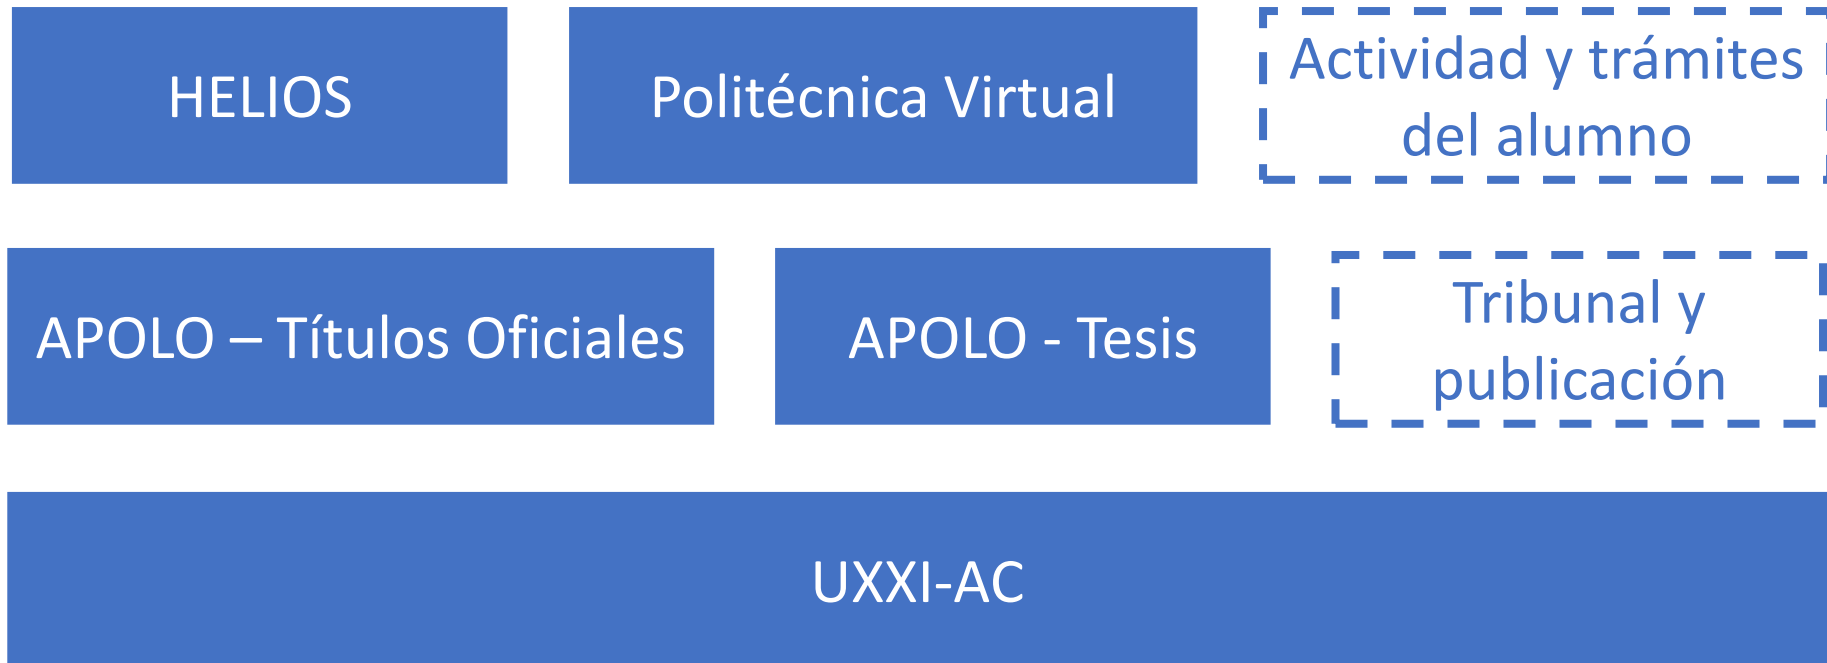 HELIOS
Politécnica Virtual
Actividad y trámites
del alumno
APOLO – Títulos Oficiales
APOLO - Tesis
Tribunal y
publicación
UXXI-AC